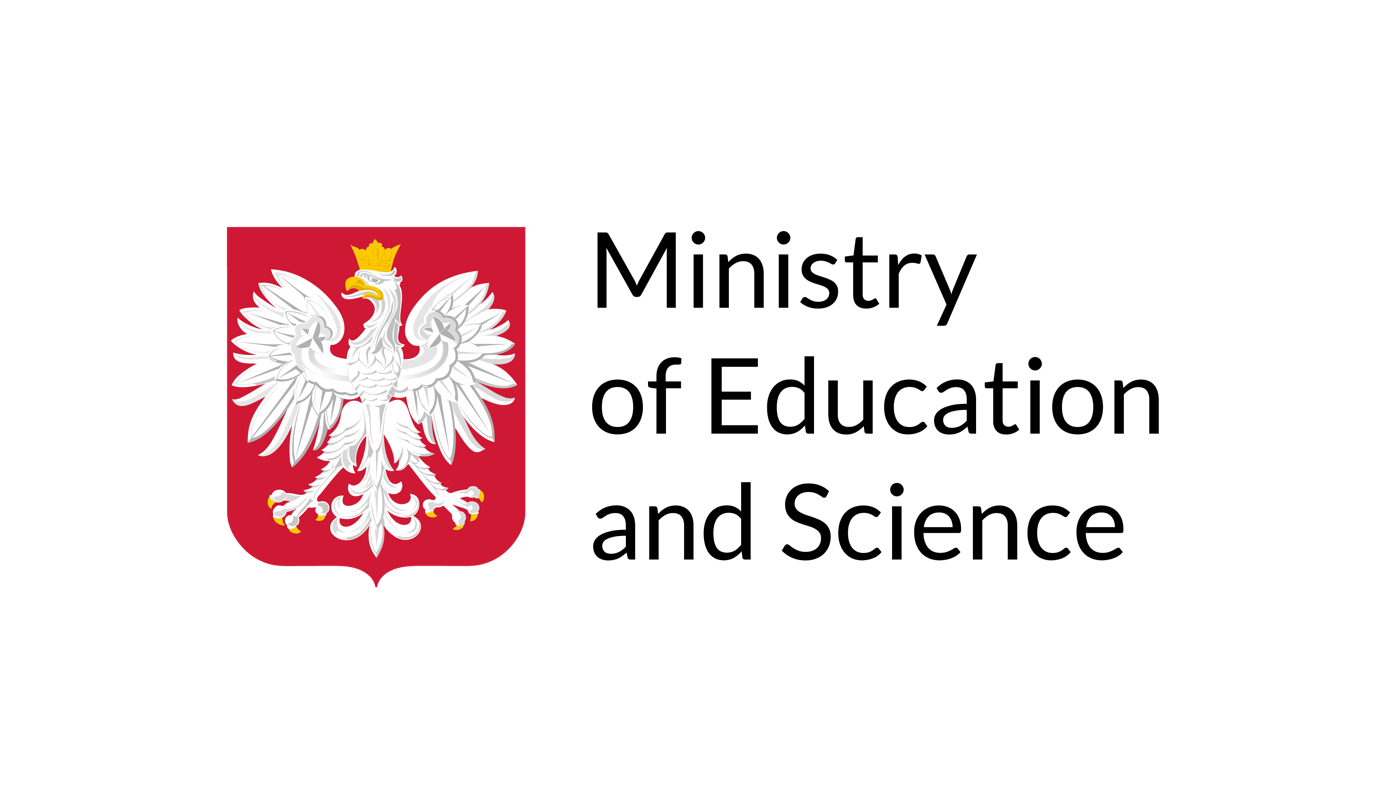 Ministry
of Education
and Science